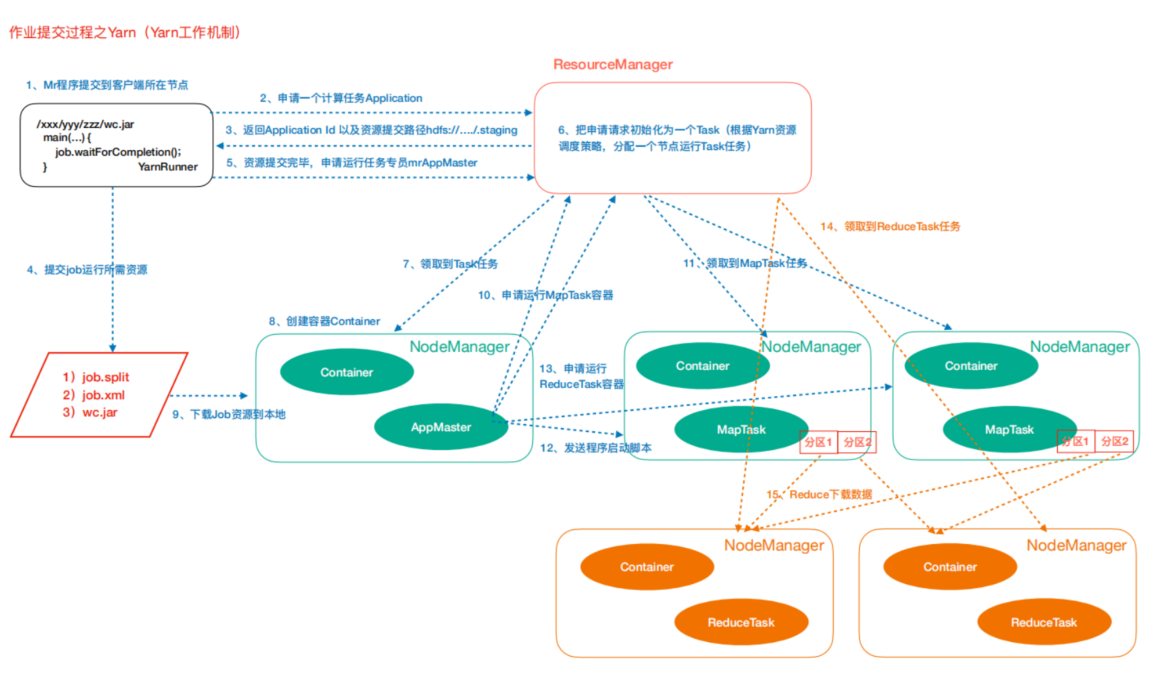 作业提交过程之Yarn（Yarn工作机制）
ResourceManager
1、Mr程序提交到客户端所在节点
/xxx/yyy/zzz/wc.jar
main(...) {
job.waitForCompletion();
}
YarnRunner
2、申请一个计算任务Application
3、返回Application Id 以及资源提交路径hdfs://…./.staging
5、资源提交完毕，申请运行任务专员mrAppMaster
6、把申请请求初始化为一个Task（根据Yarn资源
调度策略，分配一个节点运行Task任务）
14、领取到ReduceTask任务
4、提交job运行所需资源
7、领取到Task任务
11、领取到MapTask任务
10、申请运行MapTask容器
8、创建容器Container
NodeManager
Container
AppMaster
1）job.split
2）job.xml
3）wc.jar
9、下载Job资源到本地
13、申请运行
ReduceTask容器
12、发送程序启动脚本
NodeManager
Container
MapTask
分区1
分区2
NodeManager
Container
MapTask
分区1
分区2
15、Reduce下载数据
NodeManager
Container
ReduceTask
NodeManager
Container
ReduceTask